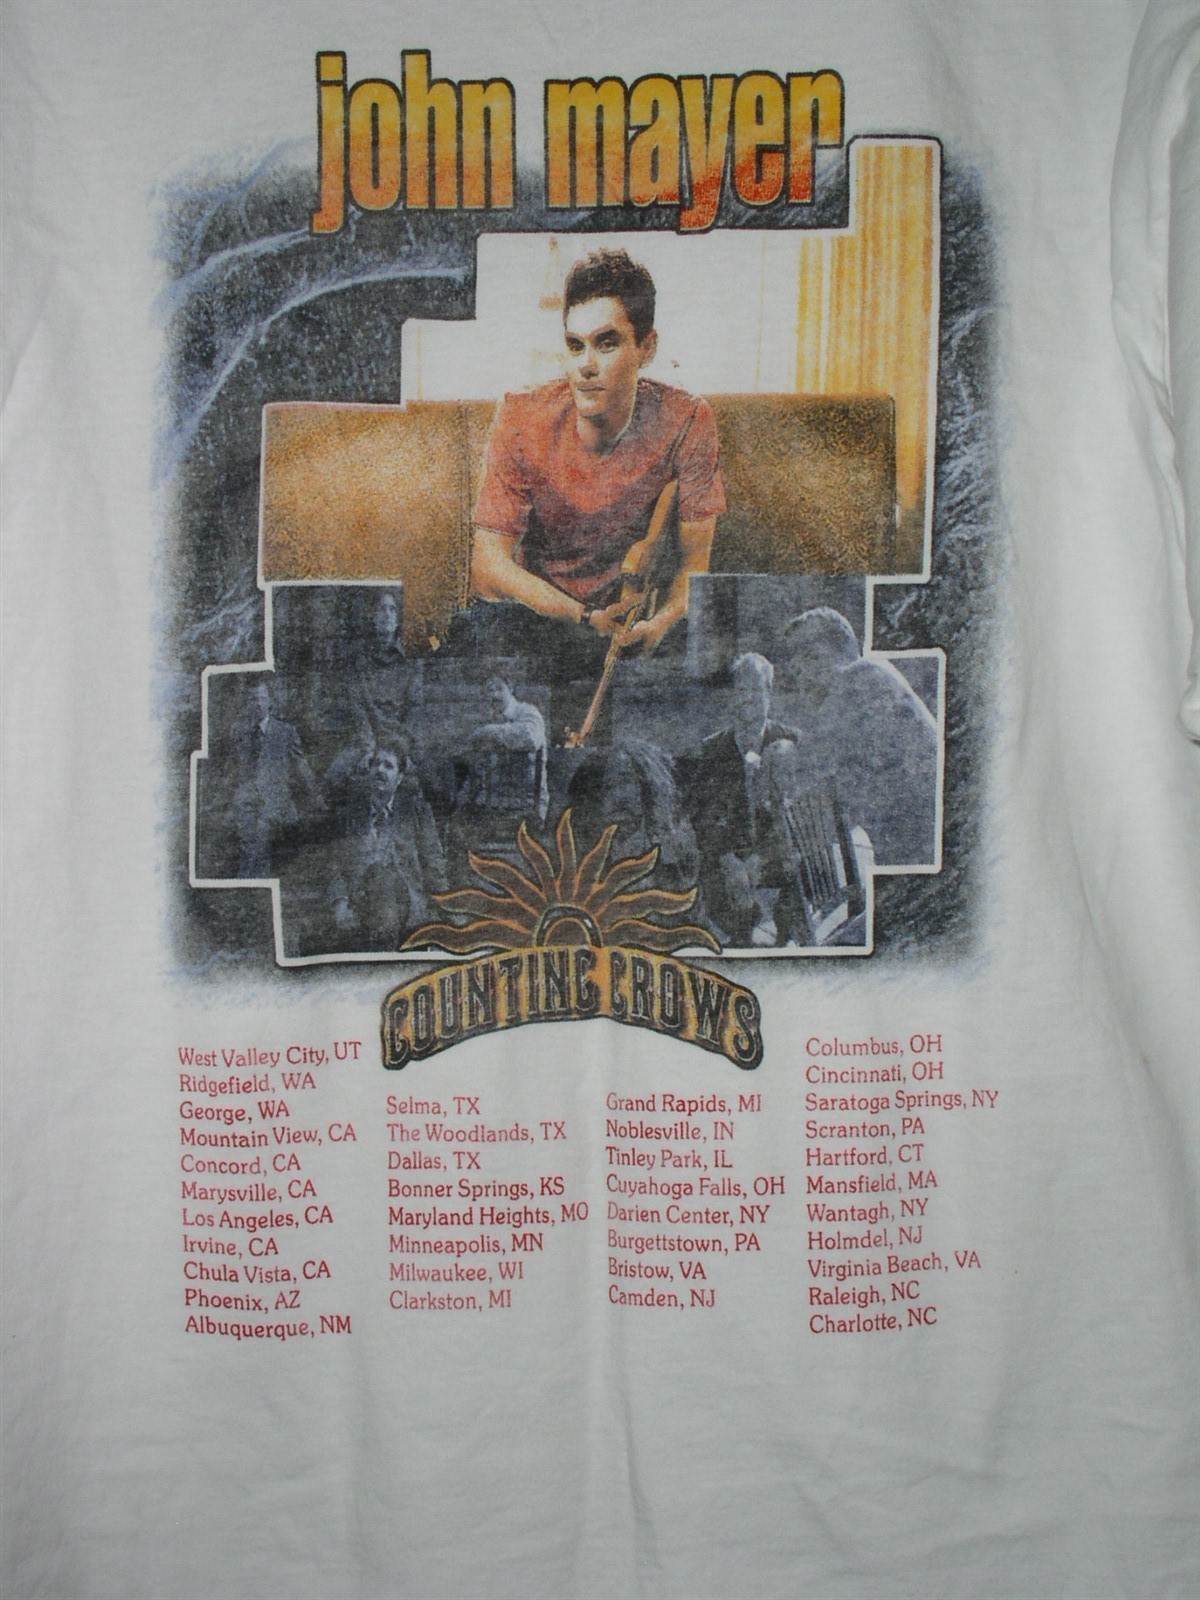 john mayer
COUNTING CROWS
West Valley City, UT
Ridgefield, WA
George, WA
Mountain View, CA
Concord, CA
Marysville, CA
Los Angeles, CA
Irvine, CA
Chula Vista, CA
Phoenix, AZ
Albuquerque, NM
Selma, TX
The Woodlands, TX
Dallas, TX
Bonner Springs, KS
Maryland Heights, MO
Minneapolis, MN
Milwaukee, WI
Clarkston, MI
Grand Rapids, MI
Noblesville, IN
Tinley Park, IL
Cuyahoga Falls, OH
Darien Center, NY
Burgettstown, PA
Bristow, VA
Camden, NJ
Columbus, OH
Cincinnati, OH
Saratoga Springs, NY
Scranton, PA
Hartford, CT
Mansfield, MA
Wantagh, NY
Holmdel, NJ
Virginia Beach, VA
Raleigh, NC
Charlotte, NC